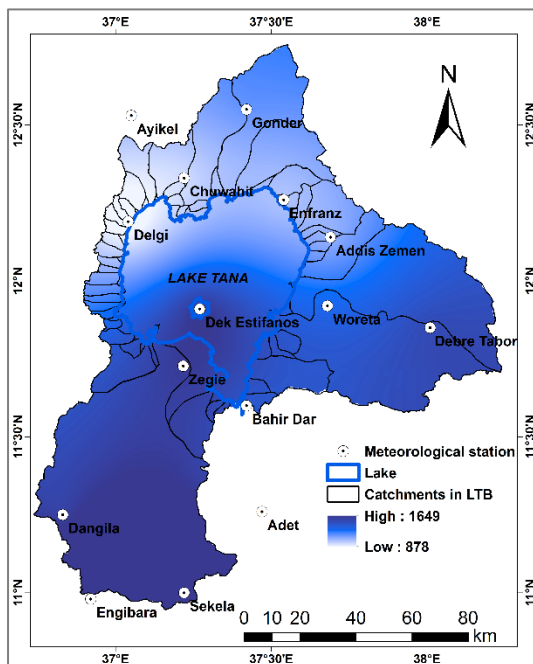 37°E
37°30'E
38°E
N
12°30'N
12°30'N
Ayikel
Gonder
Chuwahit
Enfranz
Delgi
Addis Zemen
LAKE TANA
12°N
12°N
Dek Estifanos
Woreta
Debre Tabor
Zegie
Bahir Dar
11°30'N
11°30'N
Meteorological station
Lake
Catchments in LTB
High : 1649
Low : 878
Dangila
Adet
11°N
11°N
Engibara
Sekela
0 10 20 40 60 80
km
37°E
37°30'E
38°E